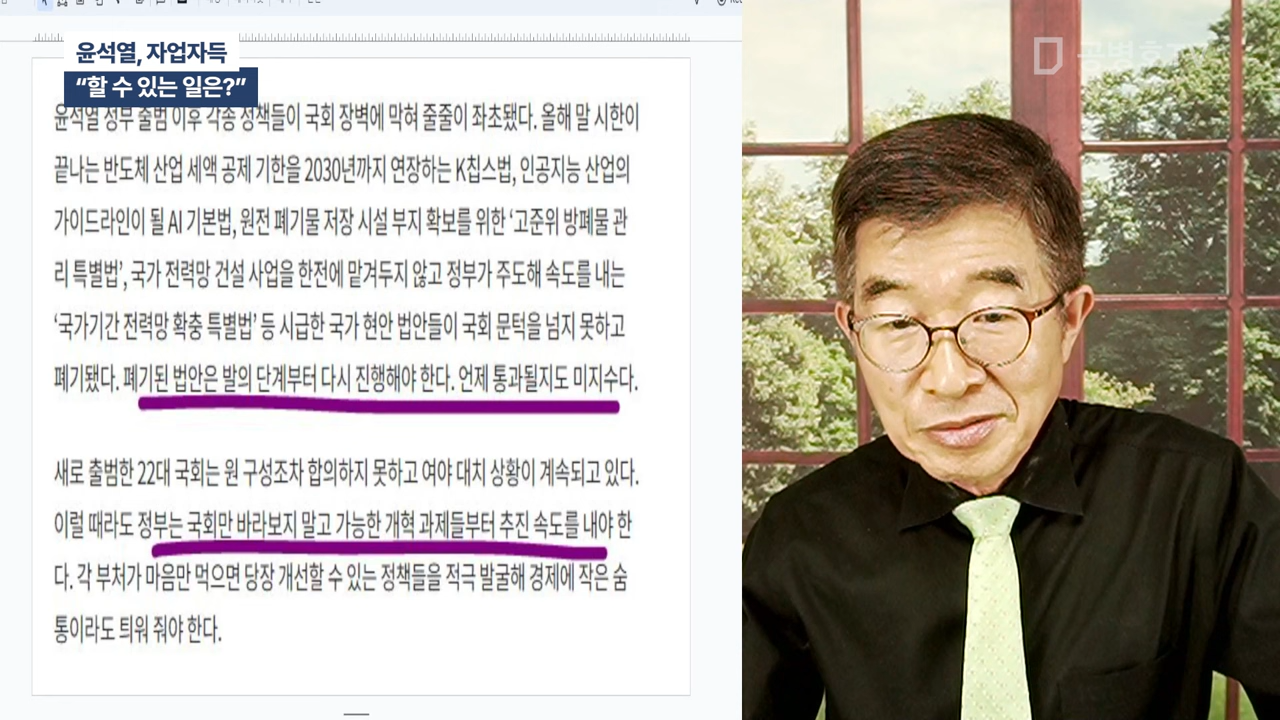 윤석열, 자업자득
“할 수 있는 일은?”
공병호TV
윤석열 정부 출범 이후 각종 정책들이 국회 장벽에 막혀 줄줄이 좌초됐다. 올해 말 시한이
끝나는 반도체 산업 세액 공제 기한을 2030년까지 연장하는 K칩스법, 인공지능 산업의
가이드라인이 될 AI 기본법, 원전 폐기물 저장 시설 부지 확보를 위한 ‘고준위 방폐물 관
리 특별법’, 국가 전력망 건설 사업을 한전에 맡겨두지 않고 정부가 주도해 속도를 내는
‘국가기간 전력망 확충 특별법’ 등 시급한 국가 현안 법안들이 국회 문턱을 넘지 못하고
폐기됐다. 폐기된 법안은 발의 단계부터 다시 진행해야 한다. 언제 통과될지도 미지수다.
새로 출범한 22대 국회는 원 구성조차 합의하지 못하고 여야 대치 상황이 계속되고 있다.
이럴 때라도 정부는 국회만 바라보지 말고 가능한 개혁 과제들부터 추진 속도를 내야 한
다. 각 부처가 마음만 먹으면 당장 개선할 수 있는 정책들을 적극 발굴해 경제에 작은 숨
통이라도 틔워 줘야 한다.